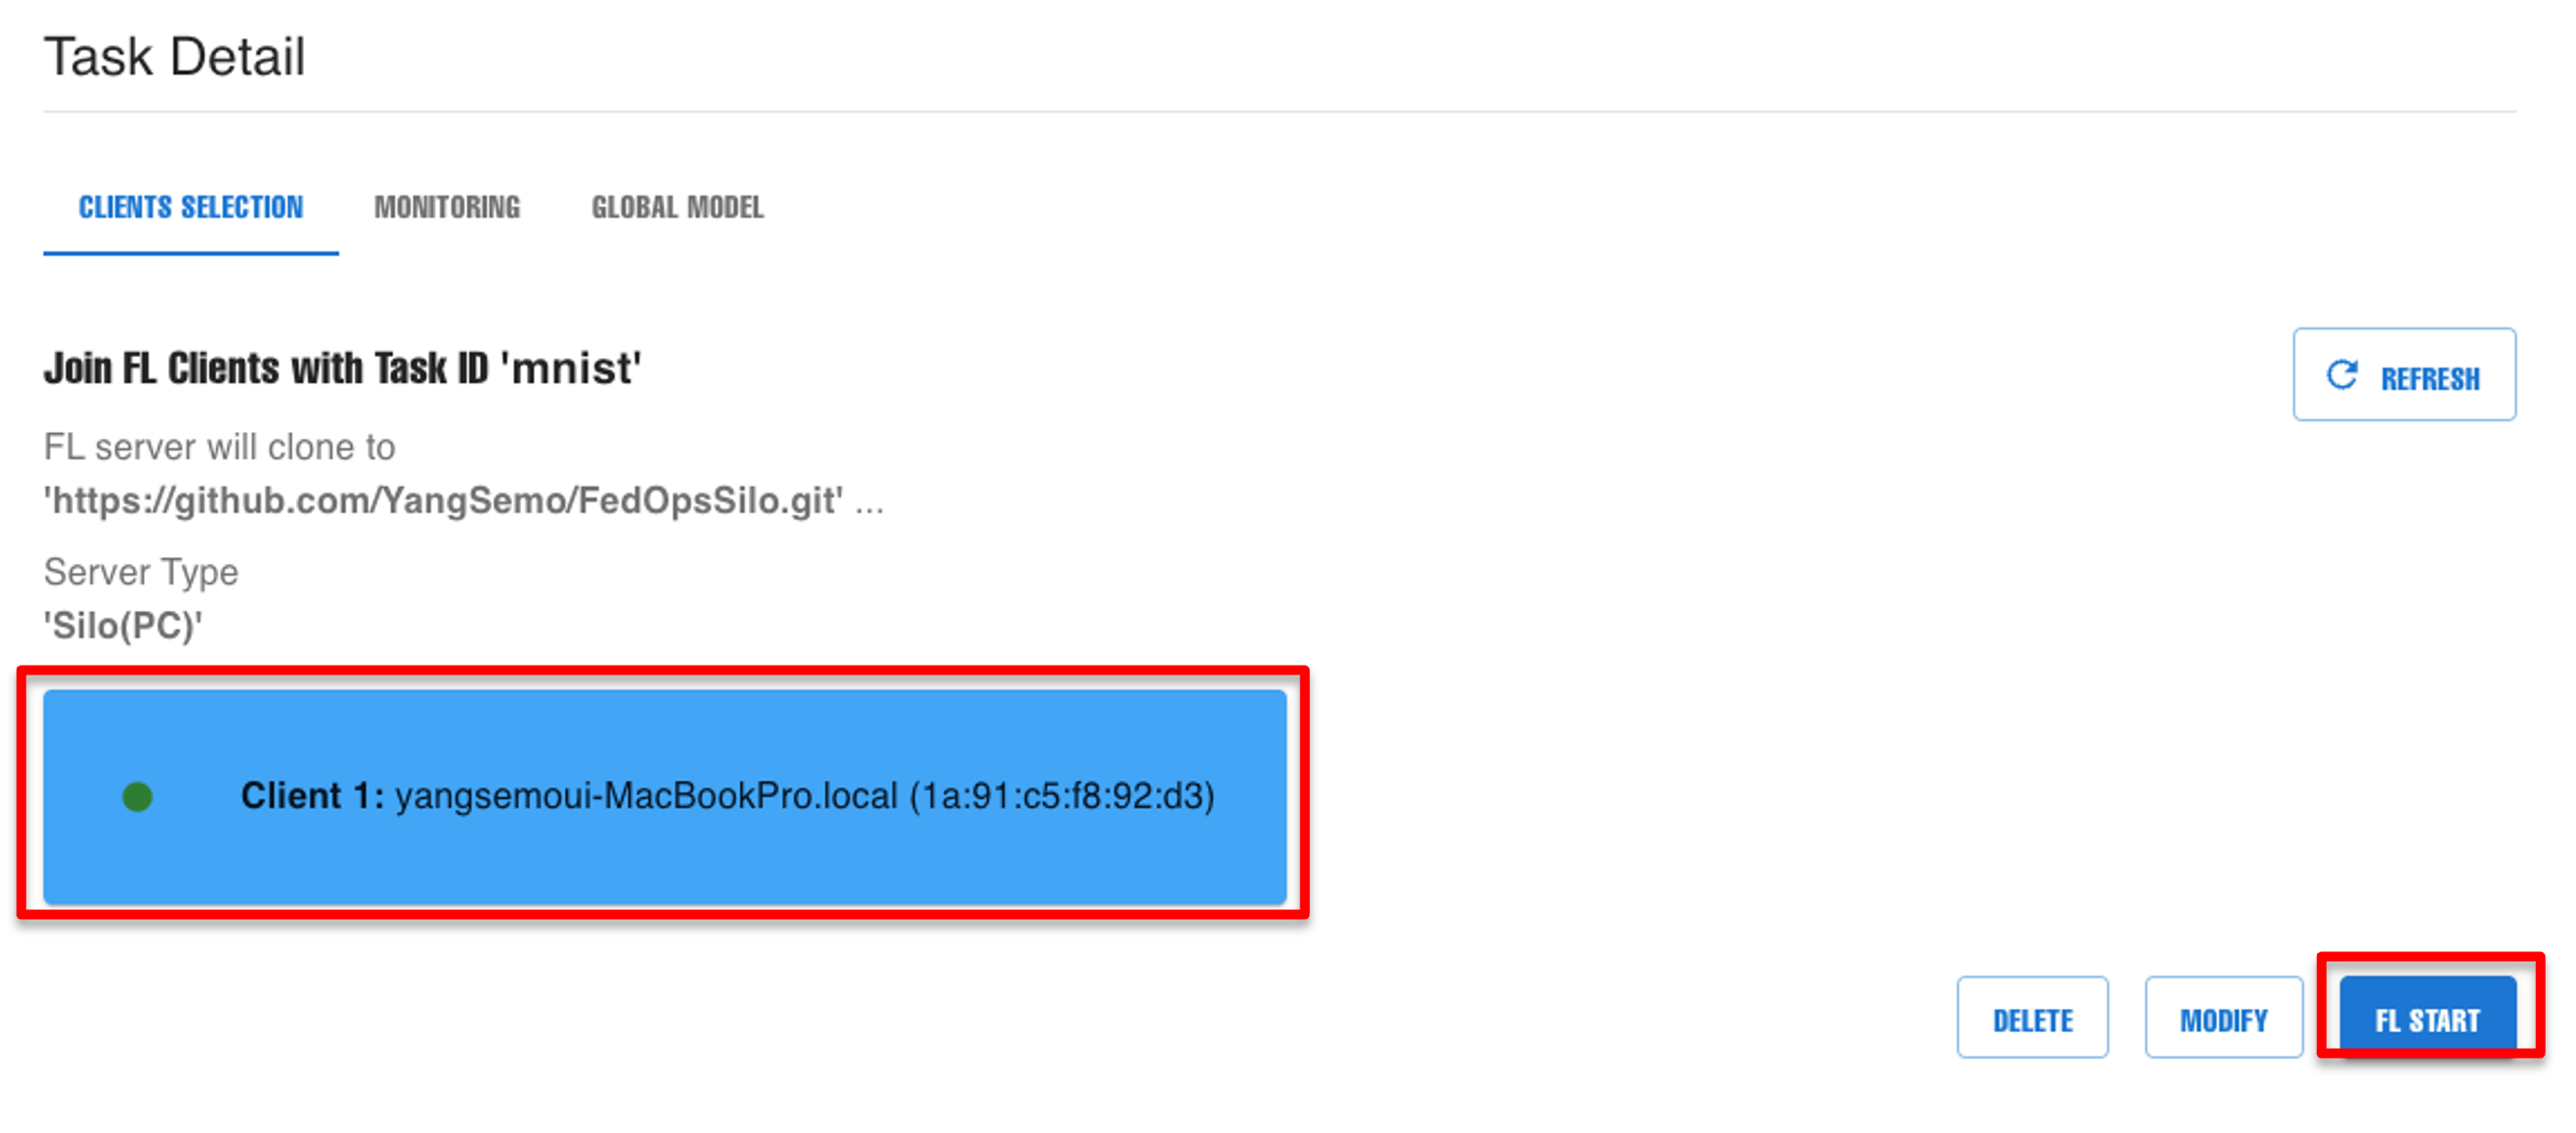 Task Detail
CLIENTS SELECTION MONITORING GLOBAL MODEL
Join FL Clients with Task ID 'mnist'
REFRESH
FL server will clone to
'https://github.com/YangSemo/FedOpsSilo.git' ...
Server Type
'Silo(PC)'
Client 1: yangsemoui-MacBookPro.local (1a:91:c5:f8:92:d3)
DELETE MODIFY FL START